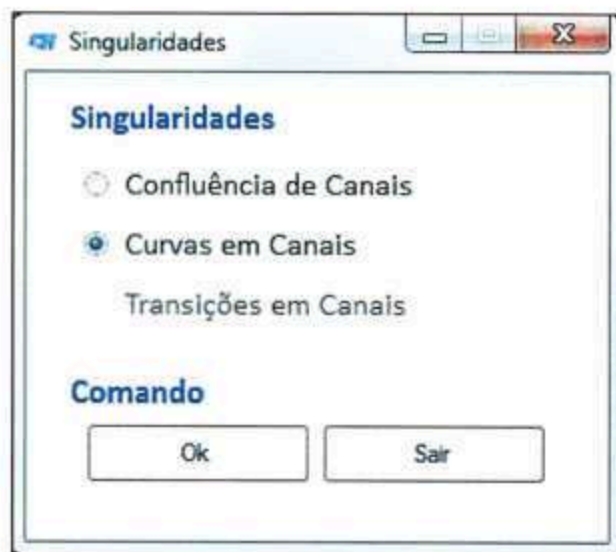 Singularidades
Singularidades
Confluência de Canais
Curvas em Canais
Transições em Canais
Comando
Ok
Sair